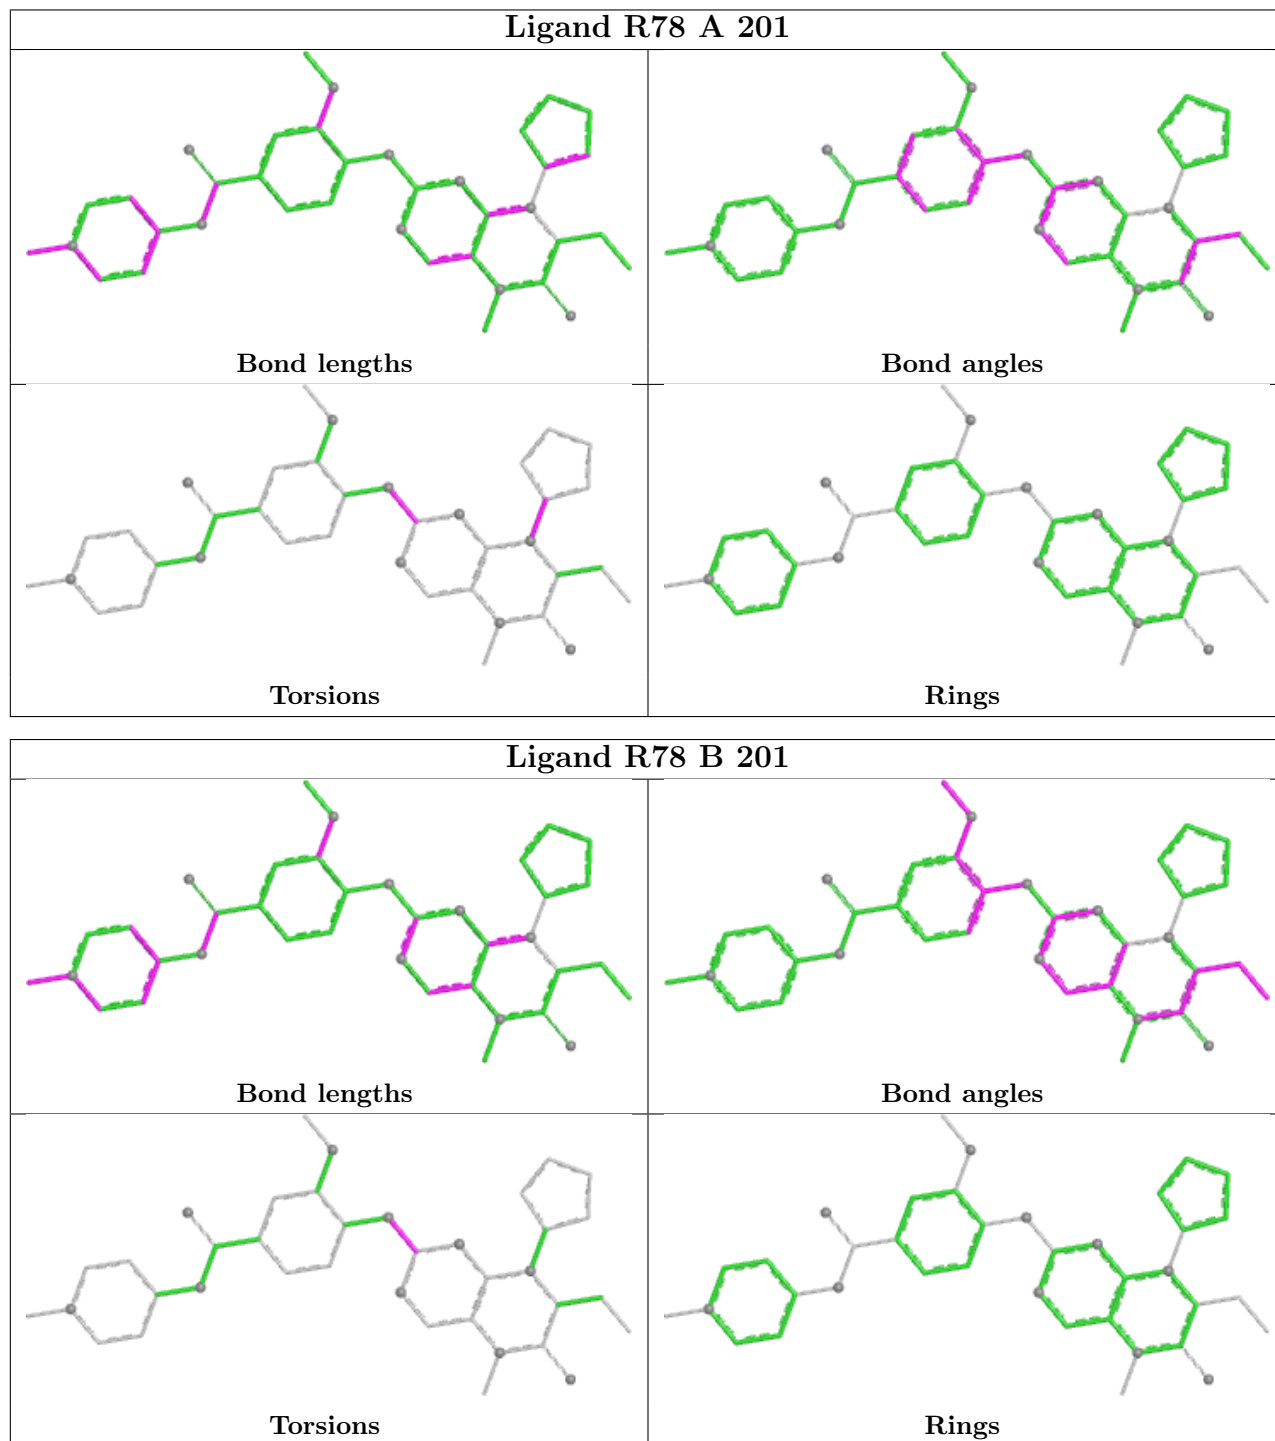 Ligand R78 A 201
Bond lengths
Bond angles
Torsions
Rings
Ligand R78 B 201
Bond lengths
Bond angles
Torsions
Rings